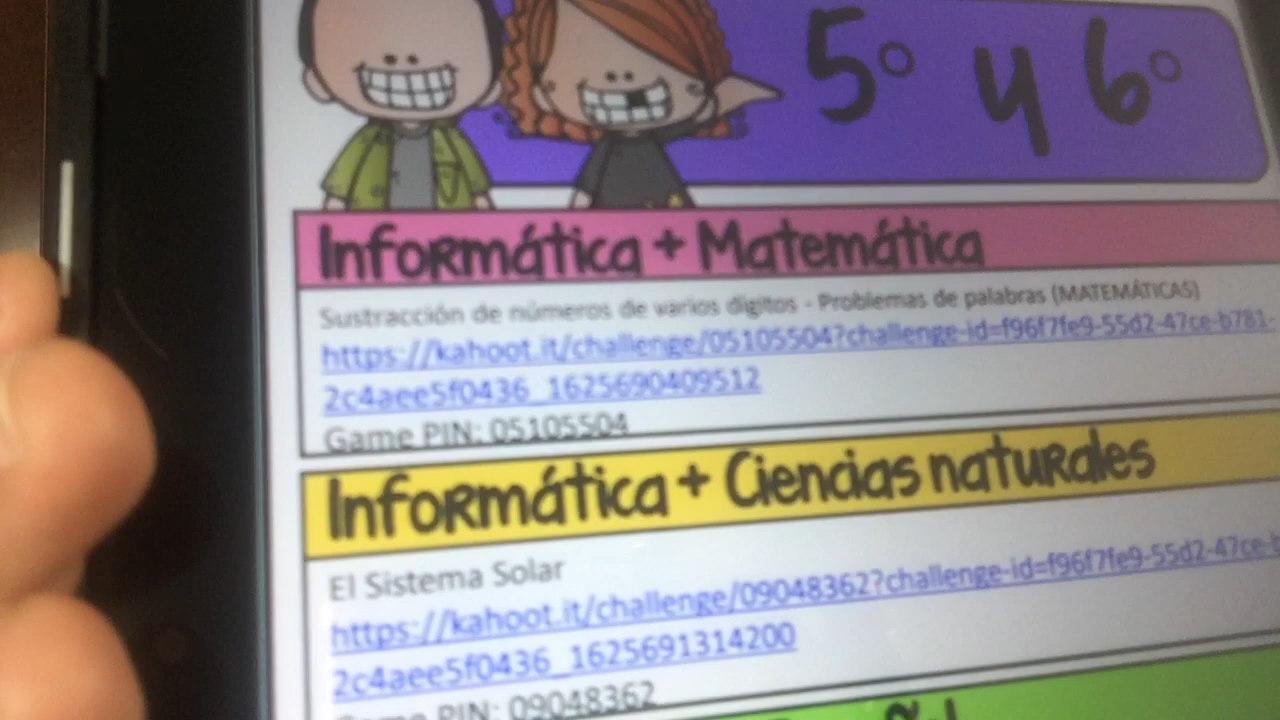 5° y 6°
Informática + Matemática
Sustracción de números de varios dígitos - Problemas de palabras (MATEMÁTICAS)
https://kahoot.it/challenge/05105504?challenge-id=f96f7fe9-55d2-47ce-b781-
2c4aee5f0436_1625690409512
Game PIN: 05105504
Informática + Ciencias naturales
El Sistema Solar
https://kahoot.it/challenge/09048362?challenge-id=f96f7fe9-55d2-47ce-b
2c4aee5f0436_1625691314200
Game PIN: 09048362